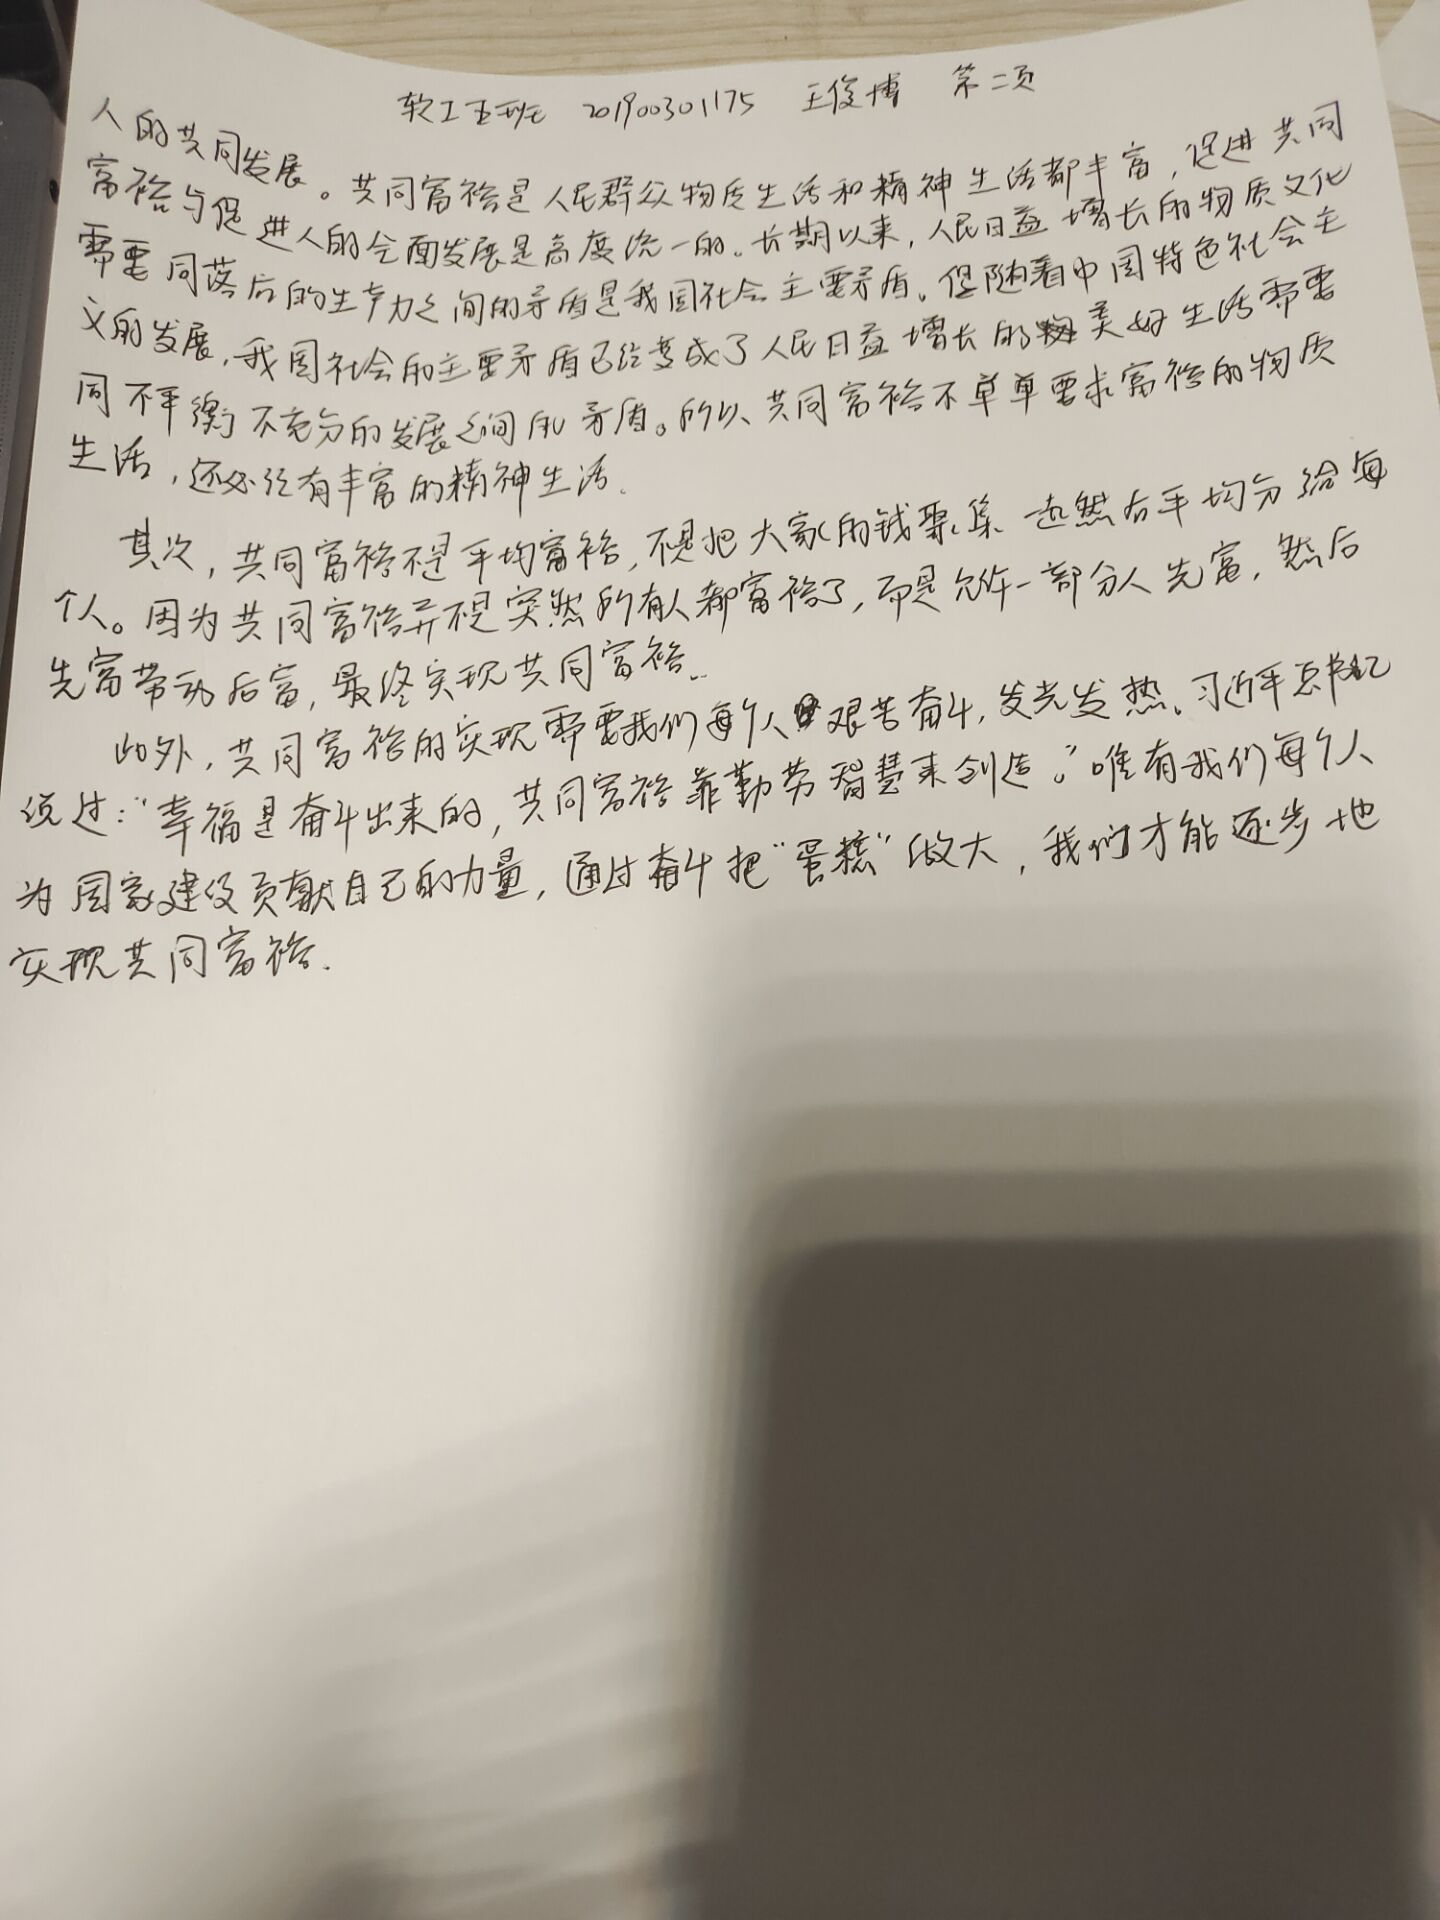 软工五班 201900301175 王俊博 第二页
人的共同发展。共同富裕是人民群众物质生活和精神生活都丰富，促进共同
富裕与促进人的全面发展是高度统一的。长期以来，人民日益增长的物质文化
需要同落后的生产力之间的矛盾是我国社会主要矛盾。但随着中国特色社会主
义的发展，我国社会的主要矛盾已经变成了人民日益增长的美好生活需要
同不平衡不充分的发展之间的矛盾。所以，共同富裕不单单要求富裕的物质
生活，还必须有丰富的精神生活.
其次，共同富裕不是平均富裕，不是把大家的钱聚集一起然后平均分给每
个人。因为共同富裕并不是突然所有人都富裕了，而是允许一部分人先富，然后
先富带动后富，最终实现共同富裕.
此外，共同富裕的实现需要我们每个人艰苦奋斗，发光发热。习近平总书记
说过：“幸福是奋斗出来的，共同富裕靠勤劳智慧来创造。”唯有我们每个人
为国家建设贡献自己的力量，通过奋斗把“蛋糕”做大，我们才能逐步地
实现共同富裕.